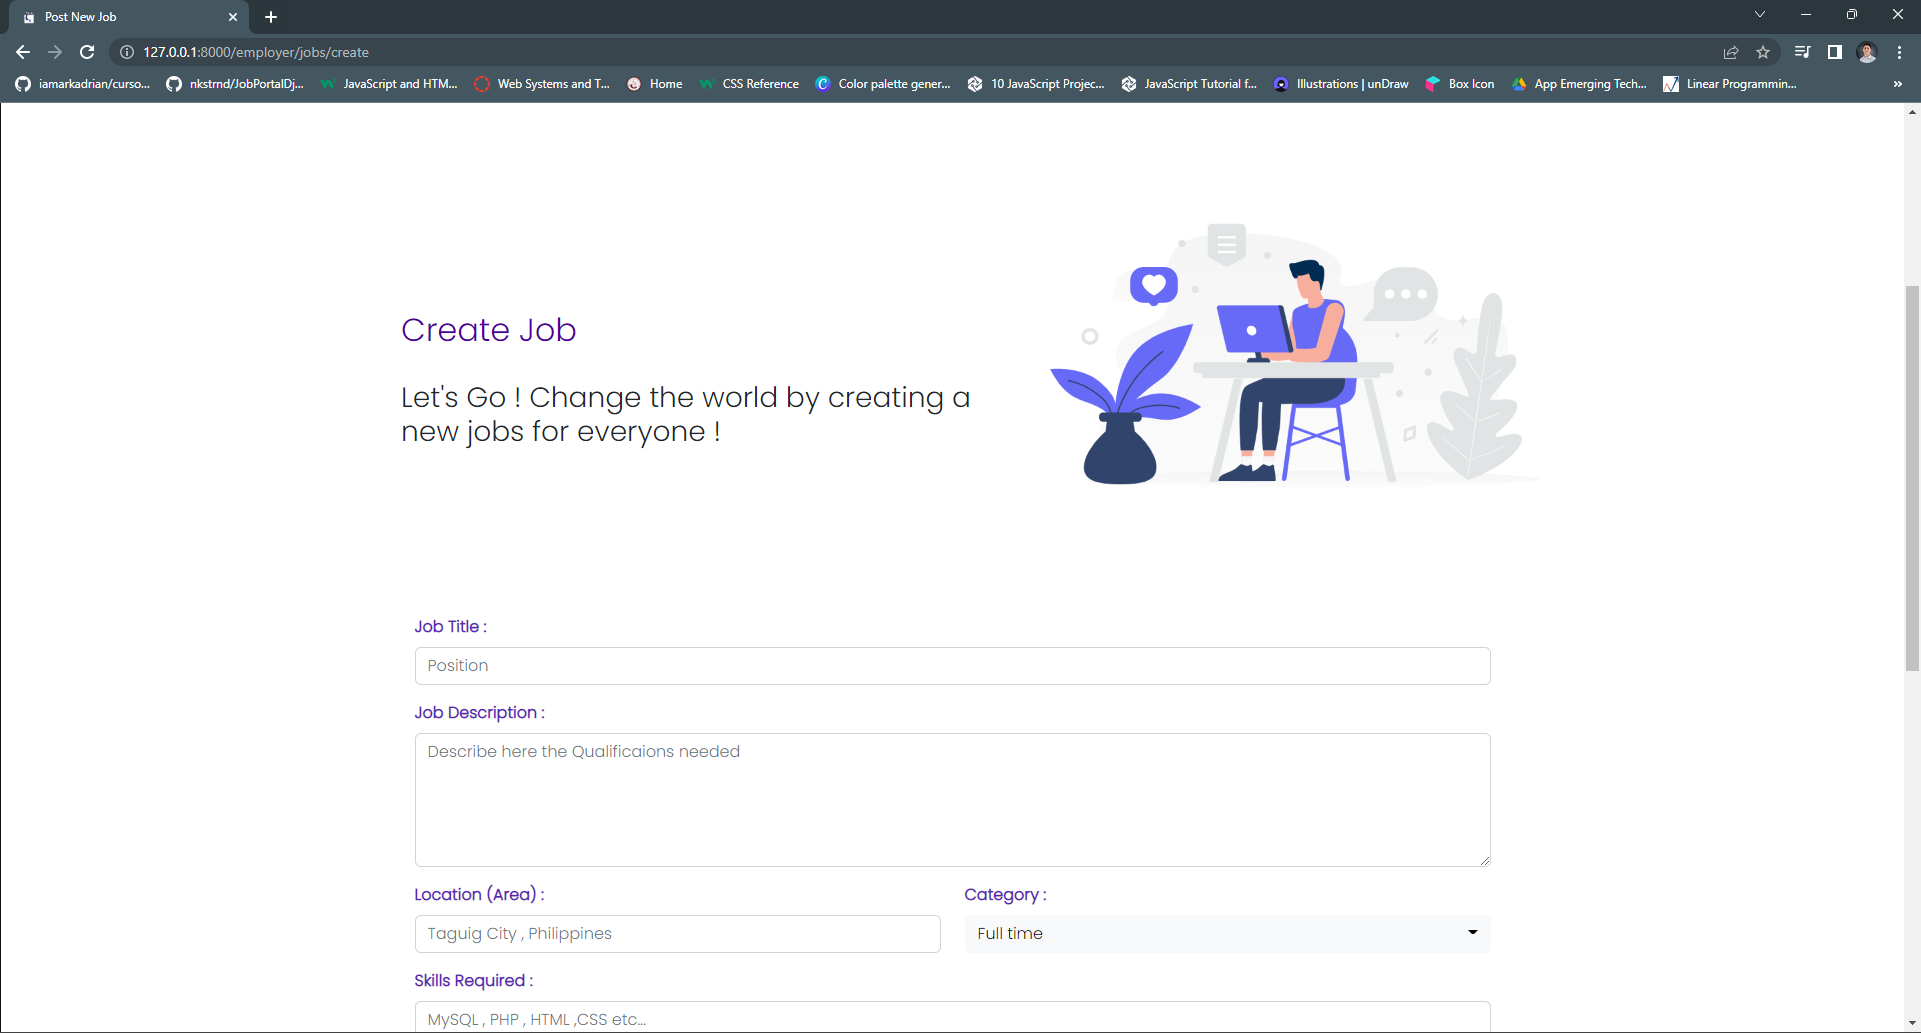 Post New Job
127.0.0.1:8000/employer/jobs/create
iamarkadrian/curso...
nkstrnd/JobPortalDj...
JavaScript and HTM...
Web Systems and T...
Home
CSS Reference
Color palette gener...
10 JavaScript Projec...
JavaScript Tutorial f...
Illustrations | unDraw
Box Icon
App Emerging Tech...
Linear Programmin...
Create Job
Let's Go ! Change the world by creating a
new jobs for everyone !
Job Title :
Position
Job Description :
Describe here the Qualificaions needed
Location (Area) :
Category :
Taguig City , Philippines
Full time
Skills Required :
MySQL , PHP , HTML ,CSS etc...